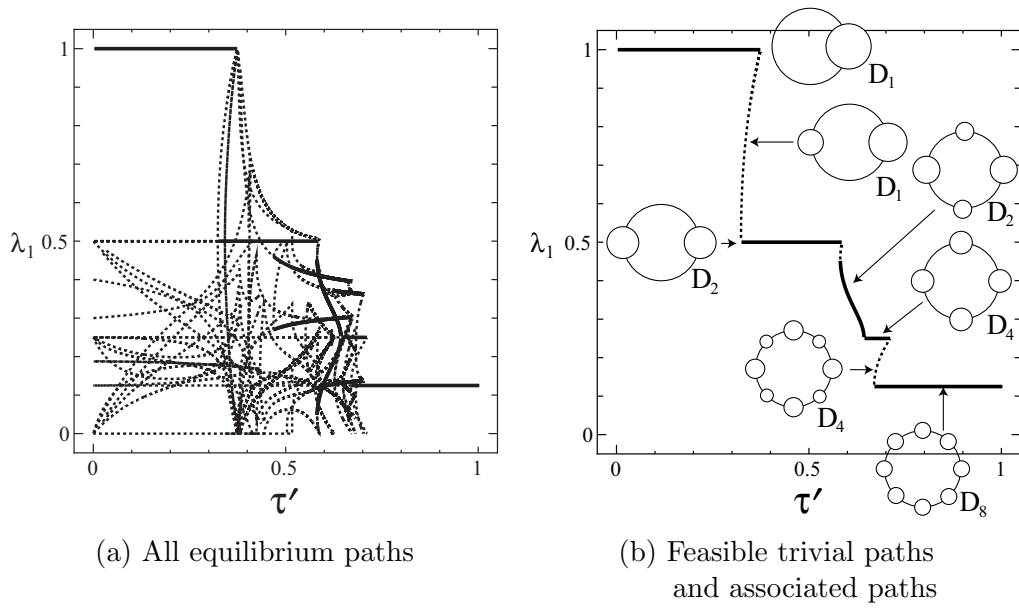 1
λ₁ 0.5
0
0 0.5 1
τ′
(a) All equilibrium paths
1
λ₁ 0.5
0
0 0.5 1
τ′
D₁
D₁
D₂
D₂
D₄
D₄
D₈
(b) Feasible trivial paths
and associated paths